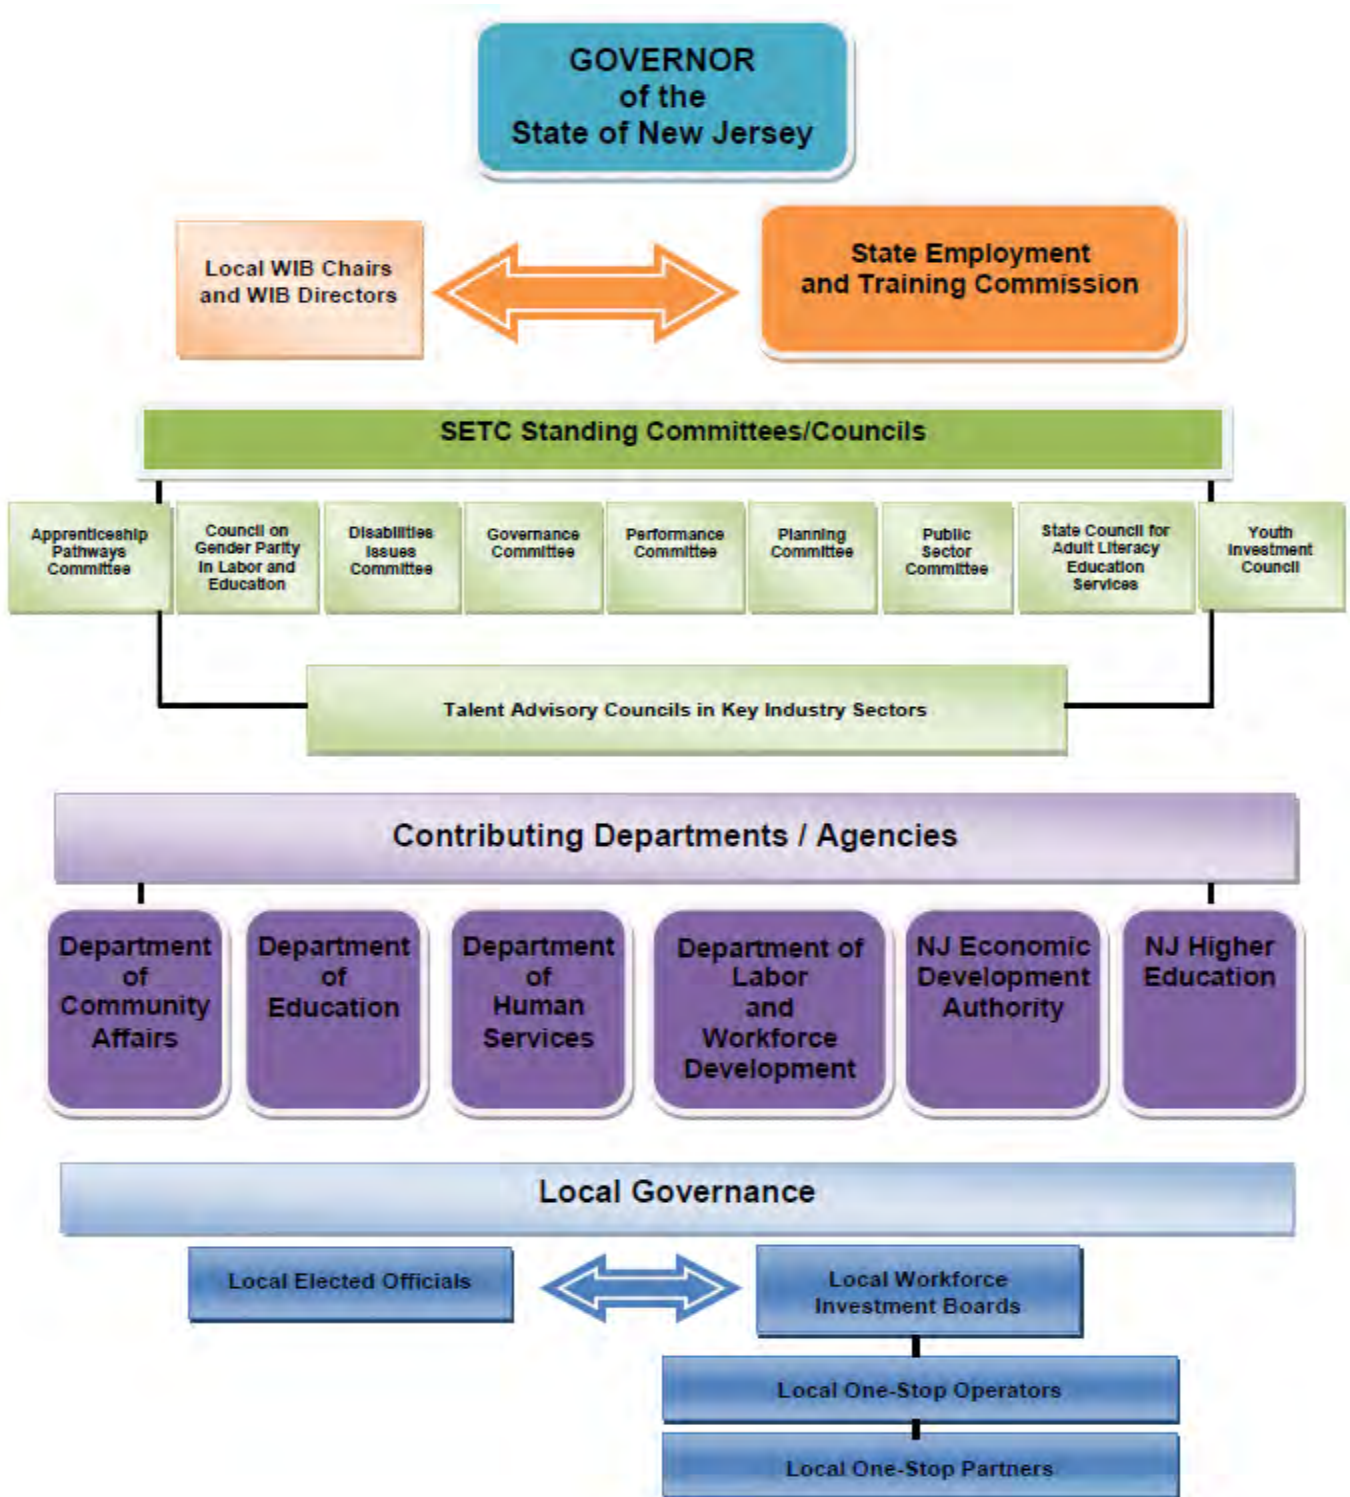 GOVERNOR
of the
State of New Jersey
Local WIB Chairs
and WIB Directors
State Employment
and Training Commission
SETC Standing Committees/Councils
Apprenticeship
Pathways
Committee
Council on
Gender Parity
in Labor and
Education
Disabilities
Issues
Committee
Governance
Committee
Performance
Committee
Planning
Committee
Public
Sector
Committee
State Council for
Adult Literacy
Education
Services
Youth
Investment
Council
Talent Advisory Councils in Key Industry Sectors
Contributing Departments / Agencies
Department
of
Community
Affairs
Department
of
Education
Department
of
Human
Services
Department of
Labor
and
Workforce
Development
NJ Economic
Development
Authority
NJ Higher
Education
Local Governance
Local Elected Officials
Local Workforce
Investment Boards
Local One-Stop Operators
Local One-Stop Partners